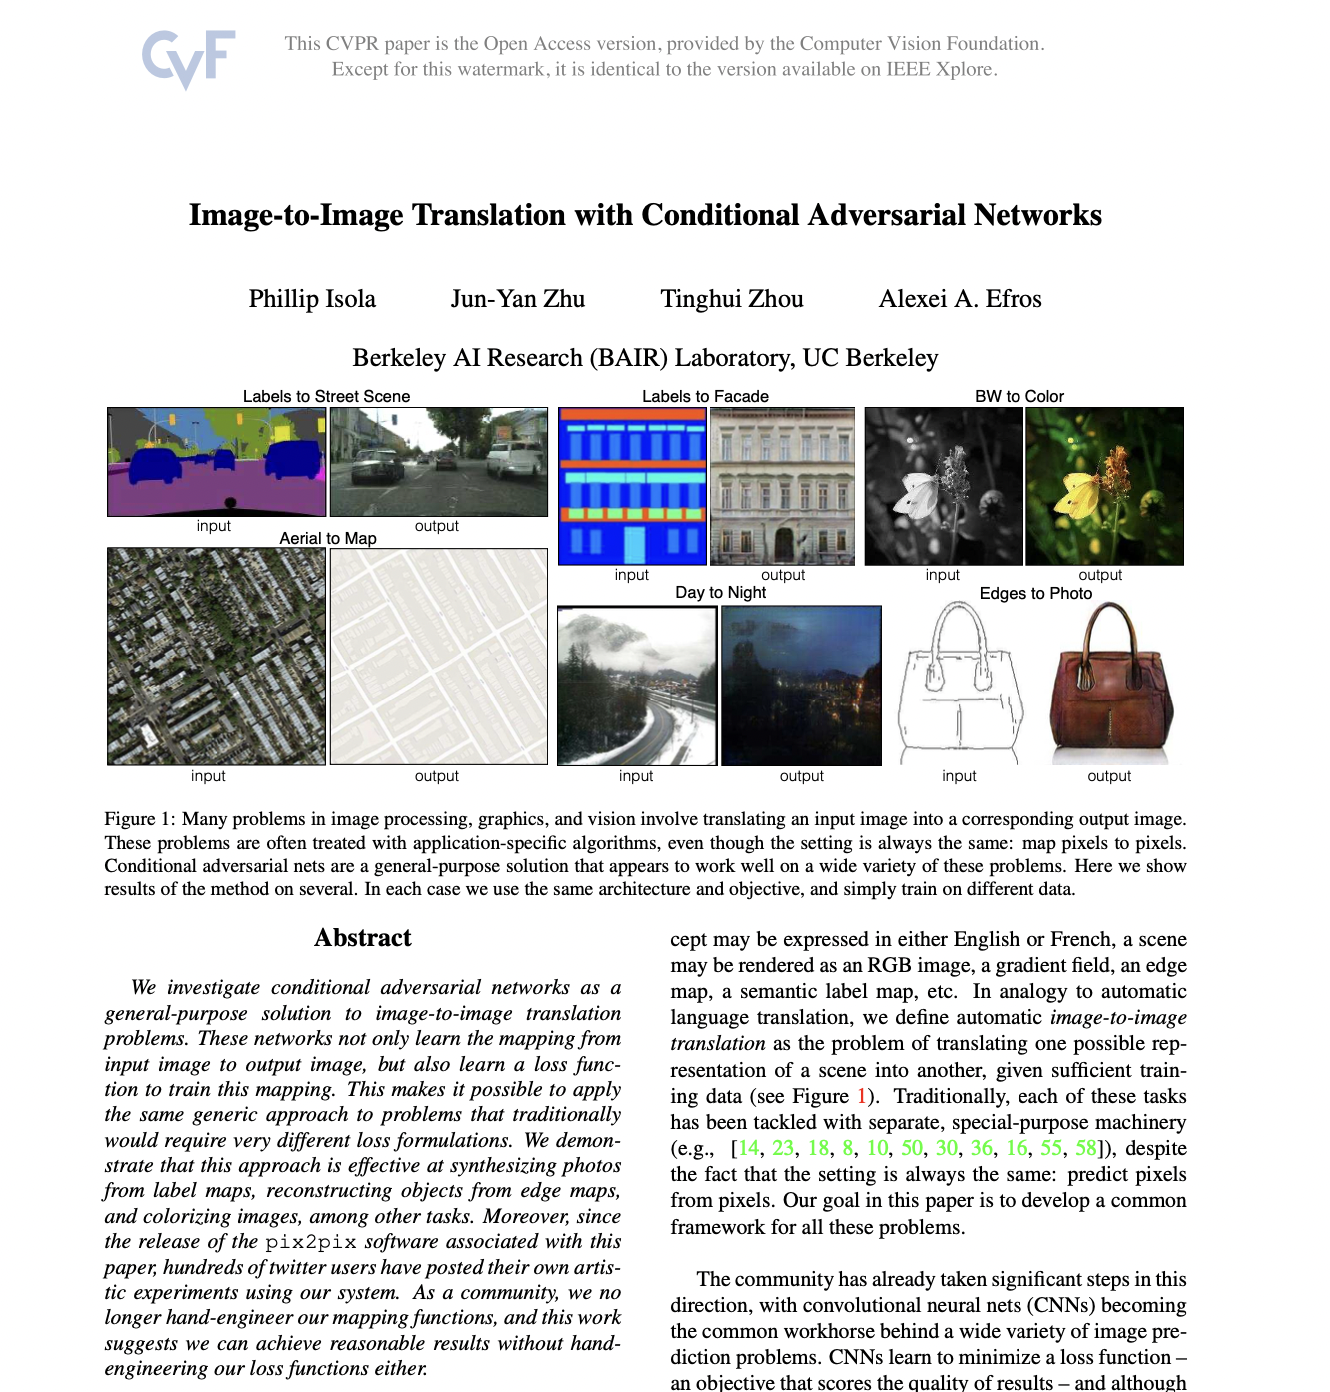 CVF
This CVPR paper is the Open Access version, provided by the Computer Vision Foundation.
Except for this watermark, it is identical to the version available on IEEE Xplore.
Image-to-Image Translation with Conditional Adversarial Networks
Phillip Isola Jun-Yan Zhu Tinghui Zhou Alexei A. Efros
Berkeley AI Research (BAIR) Laboratory, UC Berkeley
Labels to Street Scene
input output
Aerial to Map
input output
Labels to Facade
input output
BW to Color
input output
Day to Night
input output
Edges to Photo
input output
Figure 1: Many problems in image processing, graphics, and vision involve translating an input image into a corresponding output image.
These problems are often treated with application-specific algorithms, even though the setting is always the same: map pixels to pixels.
Conditional adversarial nets are a general-purpose solution that appears to work well on a wide variety of these problems. Here we show
results of the method on several. In each case we use the same architecture and objective, and simply train on different data.
Abstract
We investigate conditional adversarial networks as a
general-purpose solution to image-to-image translation
problems. These networks not only learn the mapping from
input image to output image, but also learn a loss func-
tion to train this mapping. This makes it possible to apply
the same generic approach to problems that traditionally
would require very different loss formulations. We demon-
strate that this approach is effective at synthesizing photos
from label maps, reconstructing objects from edge maps,
and colorizing images, among other tasks. Moreover, since
the release of the pix2pix software associated with this
paper, hundreds of twitter users have posted their own artis-
tic experiments using our system. As a community, we no
longer hand-engineer our mapping functions, and this work
suggests we can achieve reasonable results without hand-
engineering our loss functions either.
cept may be expressed in either English or French, a scene
may be rendered as an RGB image, a gradient field, an edge
map, a semantic label map, etc. In analogy to automatic
language translation, we define automatic image-to-image
translation as the problem of translating one possible rep-
resentation of a scene into another, given sufficient train-
ing data (see Figure 1). Traditionally, each of these tasks
has been tackled with separate, special-purpose machinery
(e.g., [14, 23, 18, 8, 10, 50, 30, 36, 16, 55, 58]), despite
the fact that the setting is always the same: predict pixels
from pixels. Our goal in this paper is to develop a common
framework for all these problems.
The community has already taken significant steps in this
direction, with convolutional neural nets (CNNs) becoming
the common workhorse behind a wide variety of image pre-
diction problems. CNNs learn to minimize a loss function –
an objective that scores the quality of results – and although